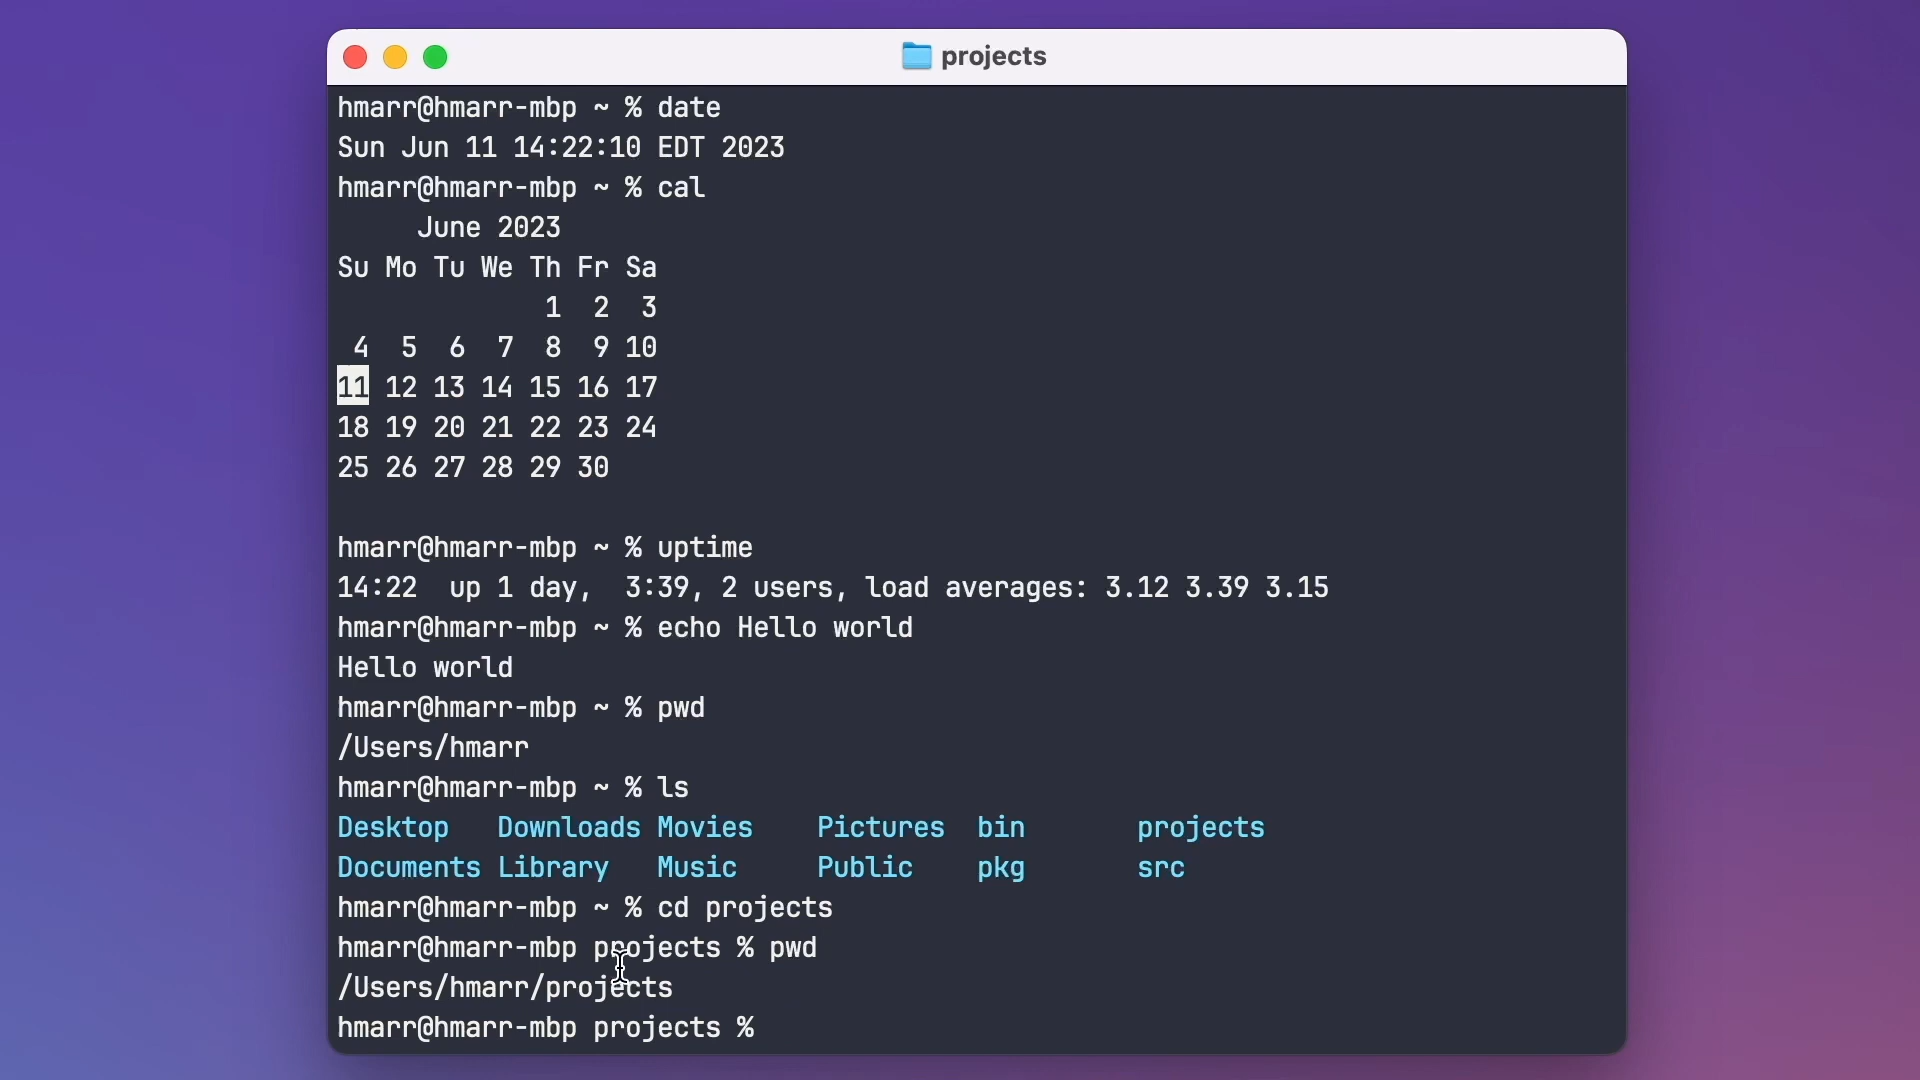 projects
hmarr@hmarr-mbp ~ % date
Sun Jun 11 14:22:10 EDT 2023
hmarr@hmarr-mbp ~ % cal
     June 2023
Su Mo Tu We Th Fr Sa
             1  2  3
 4  5  6  7  8  9 10
11 12 13 14 15 16 17
18 19 20 21 22 23 24
25 26 27 28 29 30
hmarr@hmarr-mbp ~ % uptime
14:22  up 1 day,  3:39, 2 users, load averages: 3.12 3.39 3.15
hmarr@hmarr-mbp ~ % echo Hello world
Hello world
hmarr@hmarr-mbp ~ % pwd
/Users/hmarr
hmarr@hmarr-mbp ~ % ls
Desktop   Downloads Movies    Pictures  bin       projects
Documents Library   Music     Public    pkg       src
hmarr@hmarr-mbp ~ % cd projects
hmarr@hmarr-mbp projects % pwd
/Users/hmarr/projects
hmarr@hmarr-mbp projects %